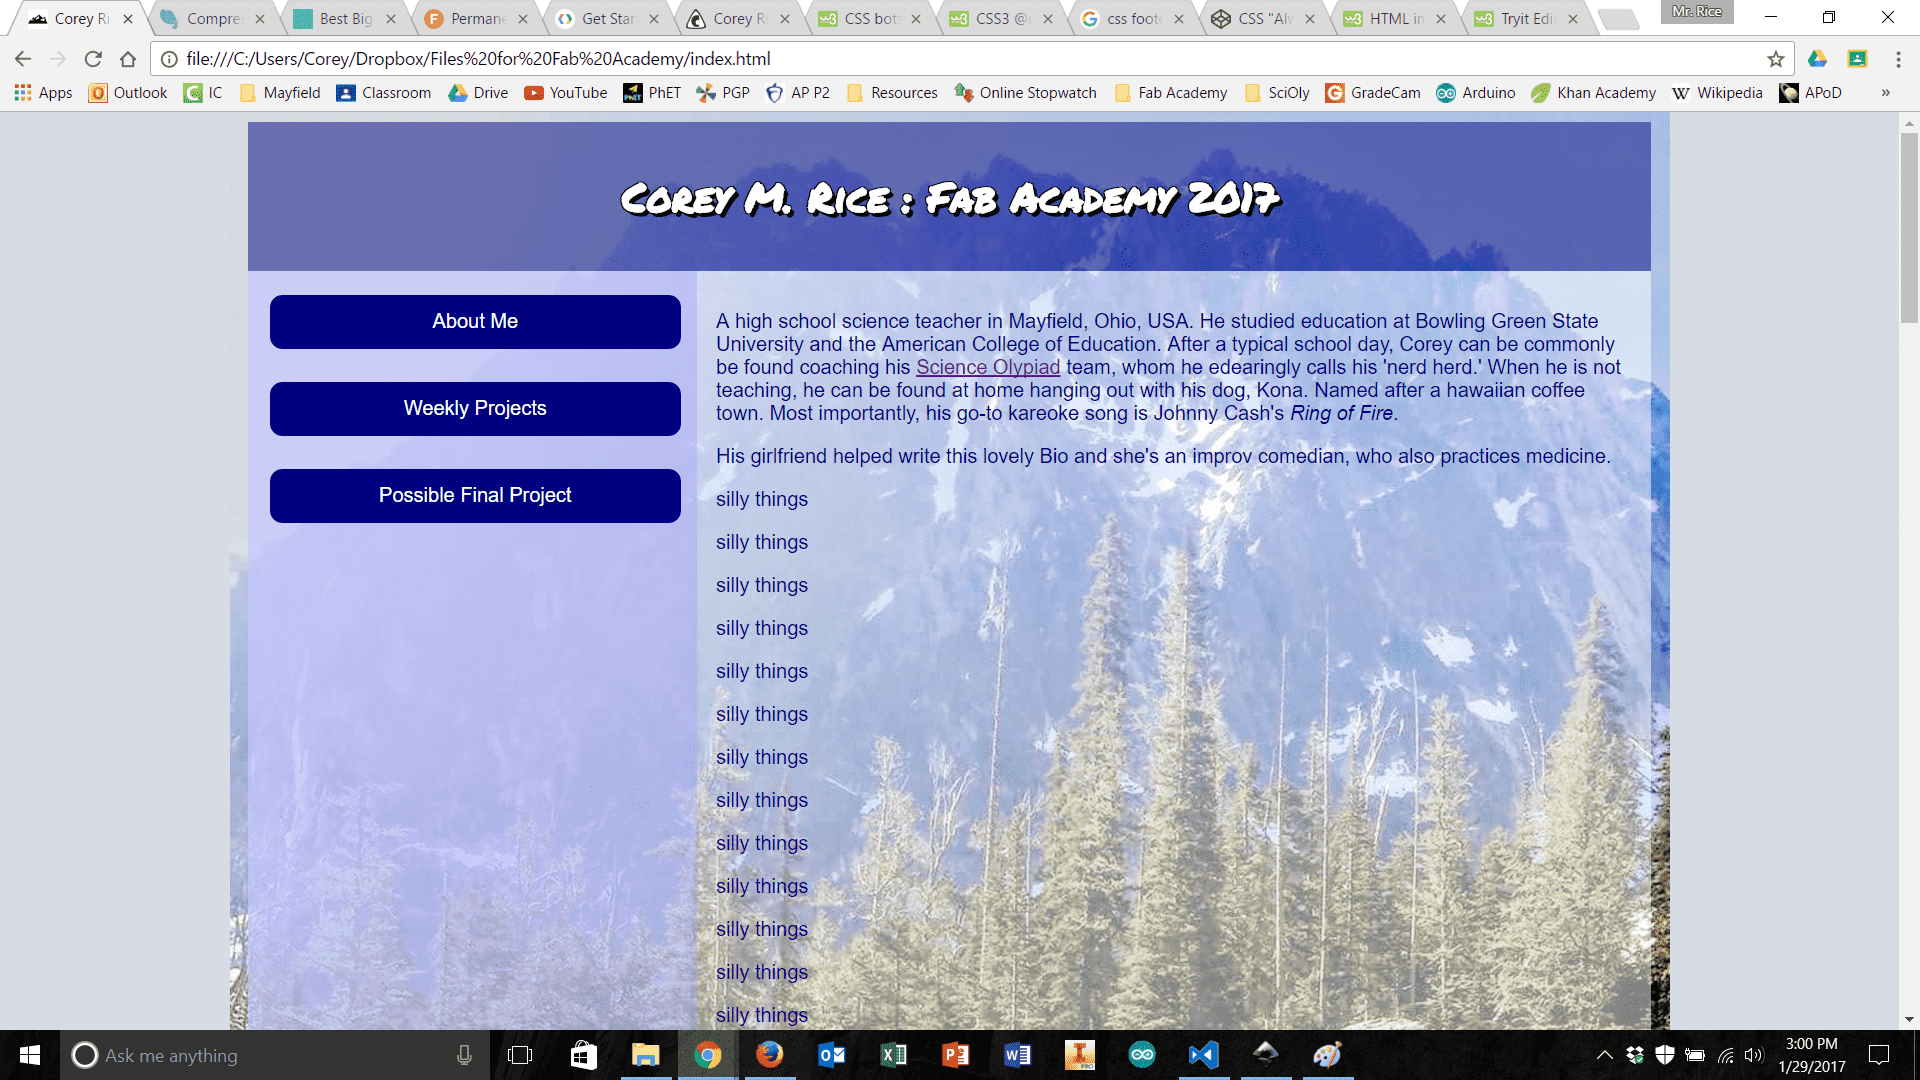 Corey Ri
Compres
Best Big
Permane
Get Star
Corey R
CSS bott
CSS3 @
css foote
CSS "Al
HTML in
Tryit Edi
Mr. Rice
file:///C:/Users/Corey/Dropbox/Files%20for%20Fab%20Academy/index.html
Apps Outlook IC Mayfield Classroom Drive YouTube PhET PGP AP P2 Resources Online Stopwatch Fab Academy SciOly GradeCam Arduino Khan Academy Wikipedia APoD »
Corey M. Rice : Fab Academy 2017
About Me
Weekly Projects
Possible Final Project
A high school science teacher in Mayfield, Ohio, USA. He studied education at Bowling Green State
University and the American College of Education. After a typical school day, Corey can be commonly
be found coaching his Science Olypiad team, whom he edearingly calls his 'nerd herd.' When he is not
teaching, he can be found at home hanging out with his dog, Kona. Named after a hawaiian coffee
town. Most importantly, his go-to kareoke song is Johnny Cash's Ring of Fire.
His girlfriend helped write this lovely Bio and she's an improv comedian, who also practices medicine.
silly things
silly things
silly things
silly things
silly things
silly things
silly things
silly things
silly things
silly things
silly things
silly things
silly things
Ask me anything
3:00 PM
1/29/2017